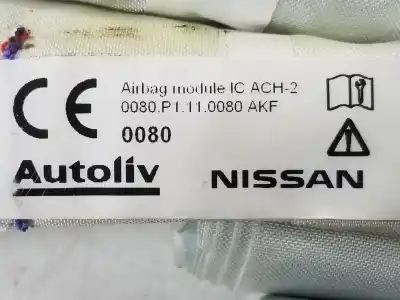 CE
Airbag module IC ACH-2
0080.P1.11.0080 AKF
0080
Autoliv
NISSAN